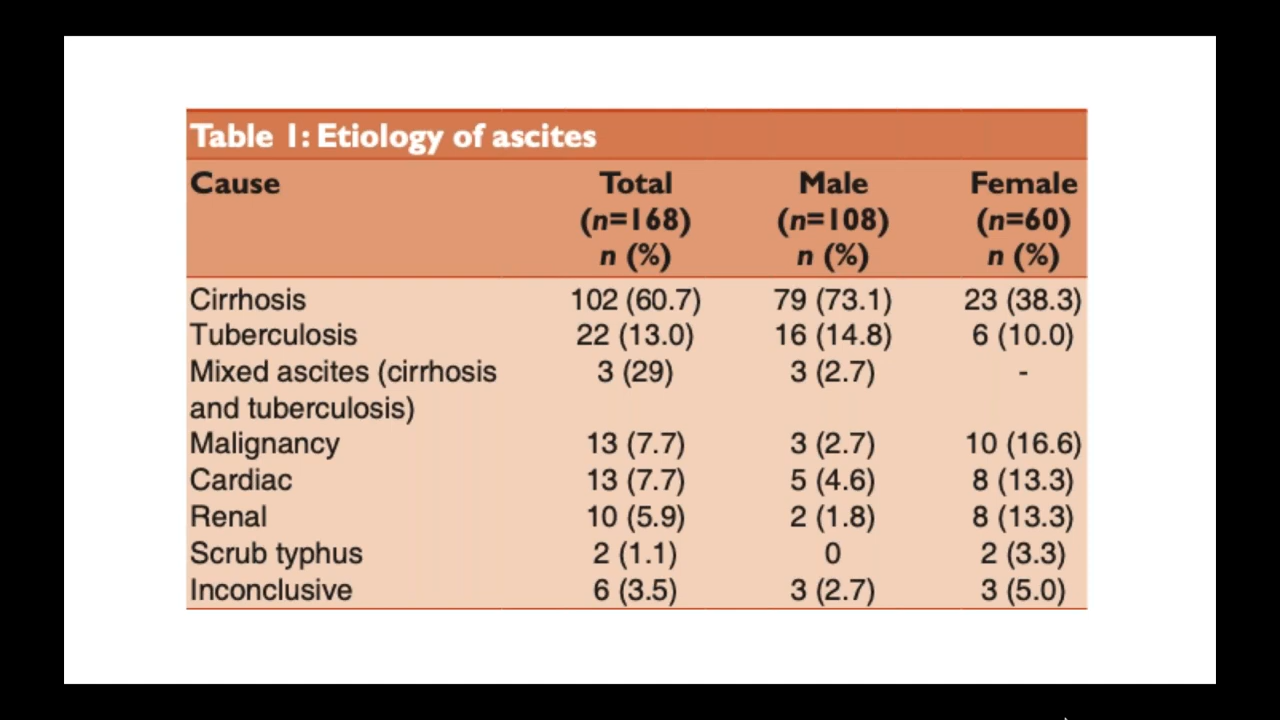 Table 1: Etiology of ascites
Cause Total Male Female
(n=168) (n=108) (n=60)
n (%) n (%) n (%)
Cirrhosis 102 (60.7) 79 (73.1) 23 (38.3)
Tuberculosis 22 (13.0) 16 (14.8) 6 (10.0)
Mixed ascites (cirrhosis 3 (29) 3 (2.7) -
and tuberculosis)
Malignancy 13 (7.7) 3 (2.7) 10 (16.6)
Cardiac 13 (7.7) 5 (4.6) 8 (13.3)
Renal 10 (5.9) 2 (1.8) 8 (13.3)
Scrub typhus 2 (1.1) 0 2 (3.3)
Inconclusive 6 (3.5) 3 (2.7) 3 (5.0)